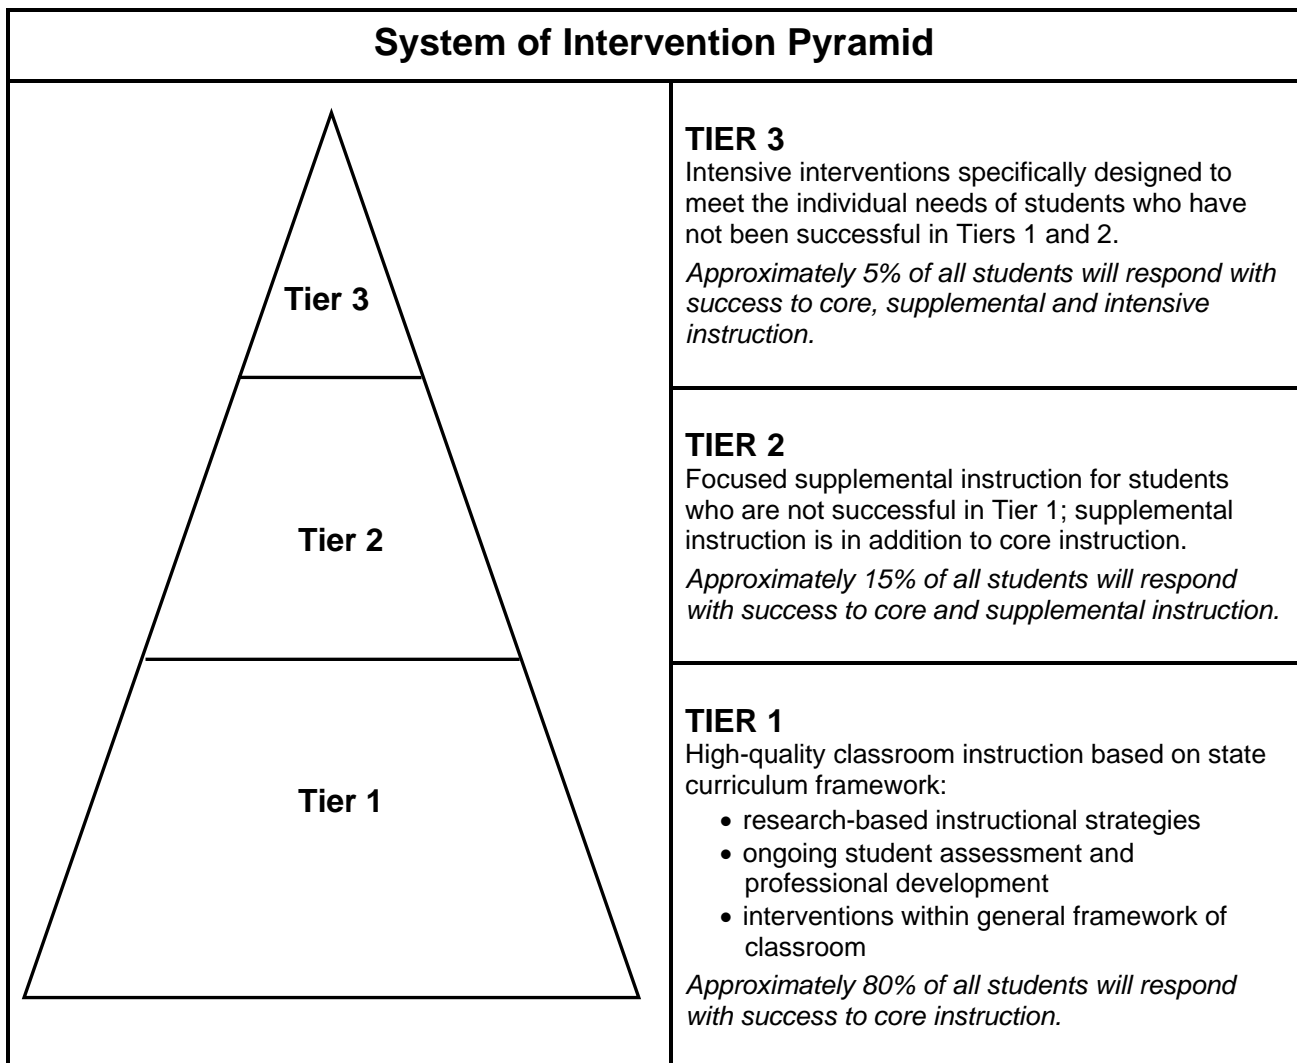 System of Intervention Pyramid
Tier 3
Tier 2
Tier 1
TIER 3
Intensive interventions specifically designed to
meet the individual needs of students who have
not been successful in Tiers 1 and 2.
Approximately 5% of all students will respond with
success to core, supplemental and intensive
instruction.
TIER 2
Focused supplemental instruction for students
who are not successful in Tier 1; supplemental
instruction is in addition to core instruction.
Approximately 15% of all students will respond
with success to core and supplemental instruction.
TIER 1
High-quality classroom instruction based on state
curriculum framework:
• research-based instructional strategies
• ongoing student assessment and
professional development
• interventions within general framework of
classroom
Approximately 80% of all students will respond
with success to core instruction.